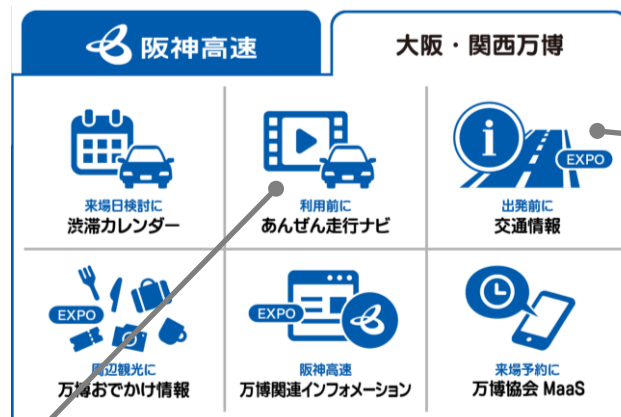 阪神高速
大阪・関西万博
来場日検討に
渋滞カレンダー
利用前に
あんぜん走行ナビ
EXPO
出発前に
交通情報
EXPO
周辺観光に
万博おでかけ情報
EXPO
阪神高速
万博関連インフォメーション
来場予約に
万博協会 MaaS